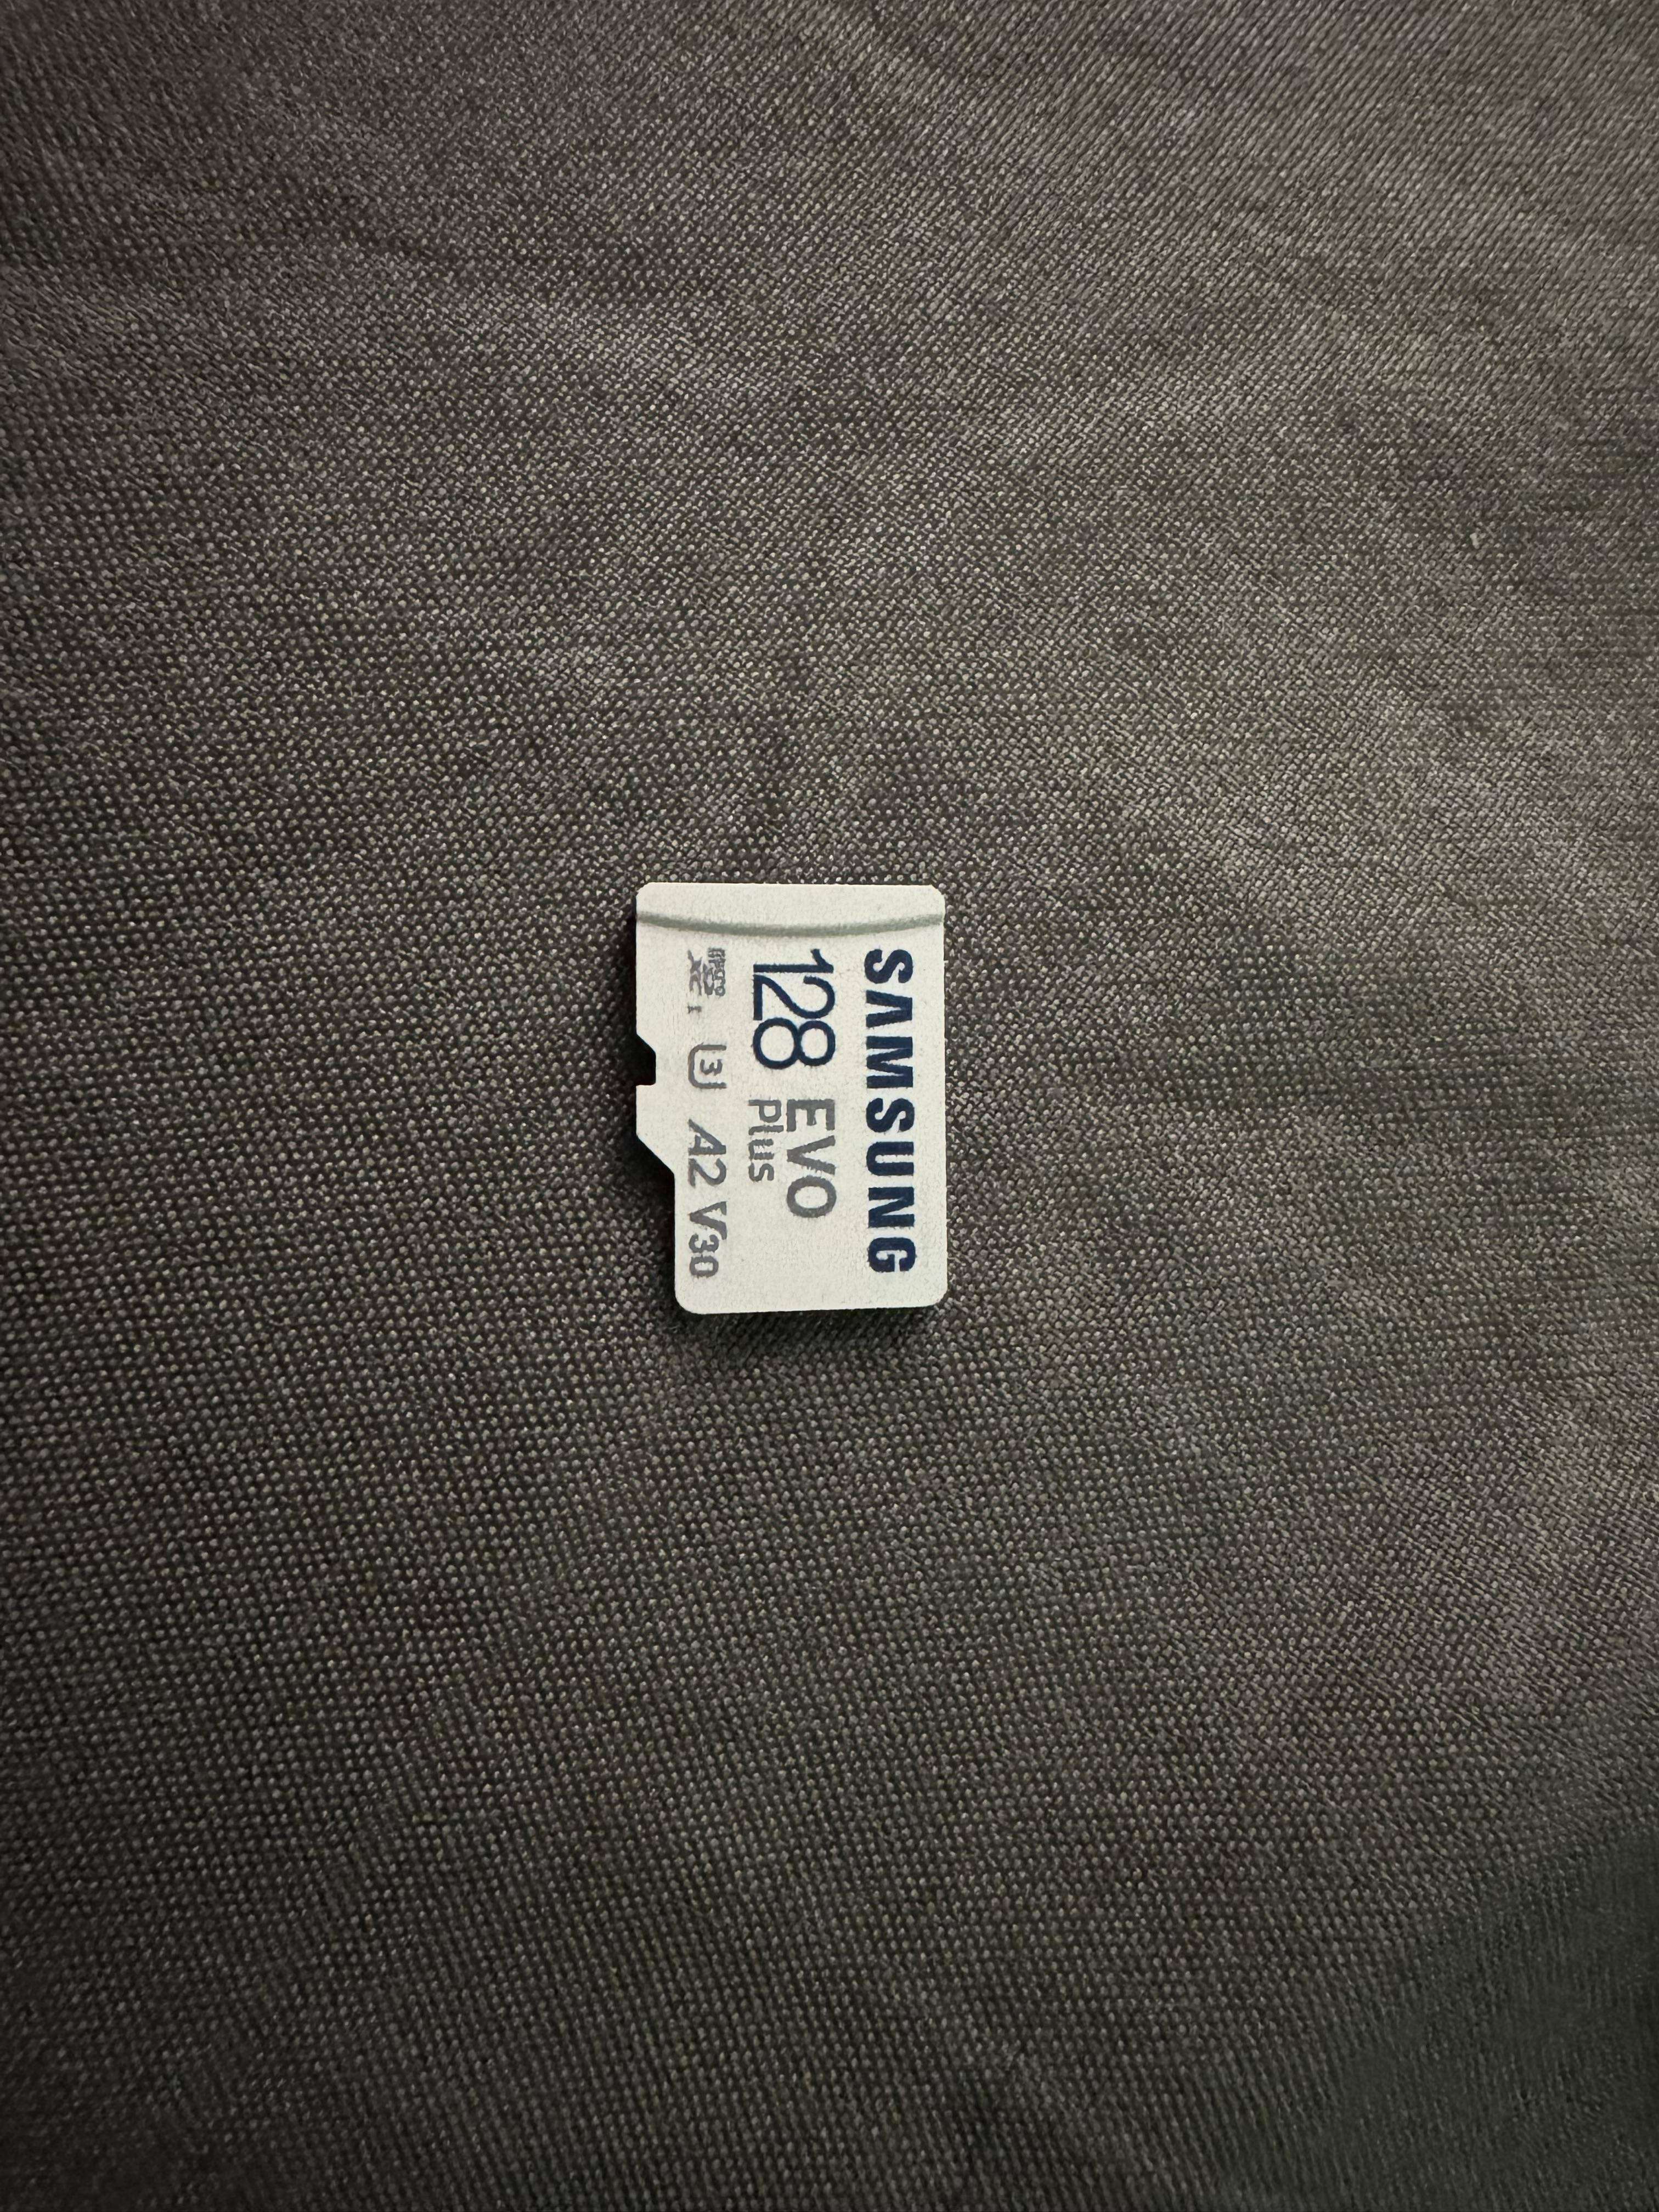 SAMSUNG
128 EVO
Plus
micro
SD
XC I U3 A2 V30